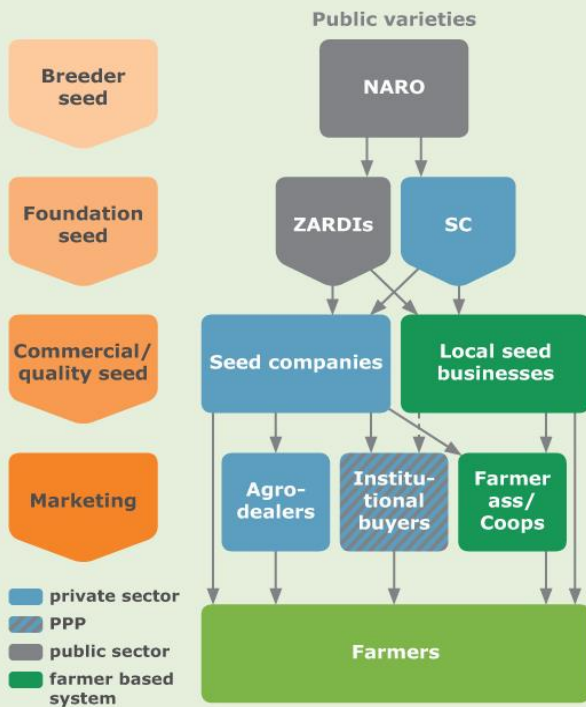 Public varieties
Breeder
seed
NARO
Foundation
seed
ZARDIs
SC
Commercial/
quality seed
Seed companies
Local seed
businesses
Marketing
Agro-
dealers
Institu-
tional
buyers
Farmer
ass/
Coops
private sector
PPP
public sector
farmer based
system
Farmers